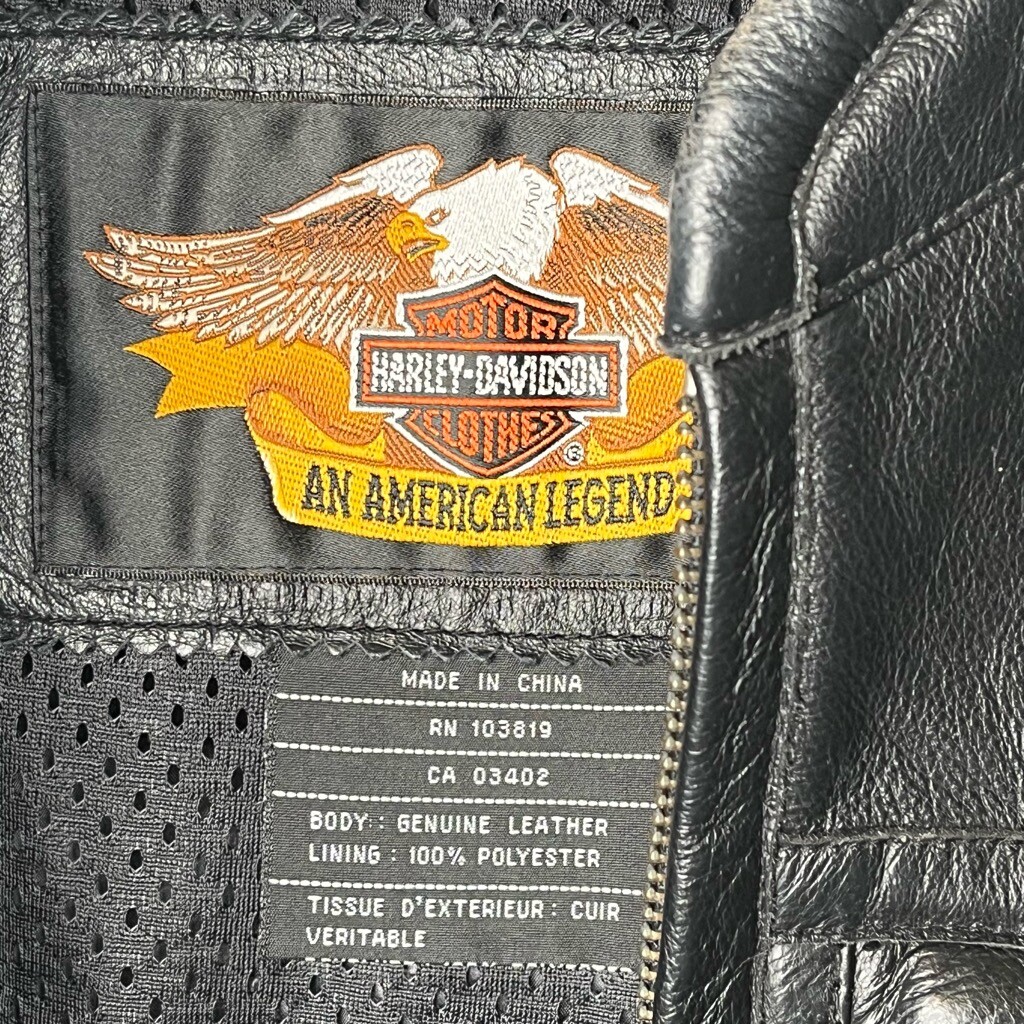 MOTOR
HARLEY-DAVIDSON
CLOTHES
®
AN AMERICAN LEGEND
MADE IN CHINA
RN 103819
CA 03402
BODY : GENUINE LEATHER
LINING : 100% POLYESTER
TISSUE D'EXTERIEUR : CUIR
VERITABLE